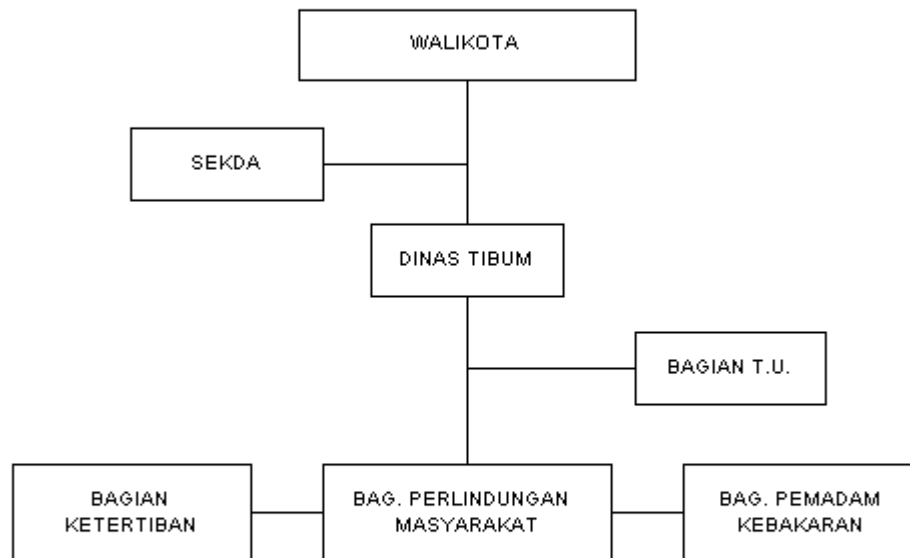 WALIKOTA
SEKDA
DINAS TIBUM
BAGIAN T.U.
BAGIAN
KETERTIBAN
BAG. PERLINDUNGAN
MASYARAKAT
BAG. PEMADAM
KEBAKARAN